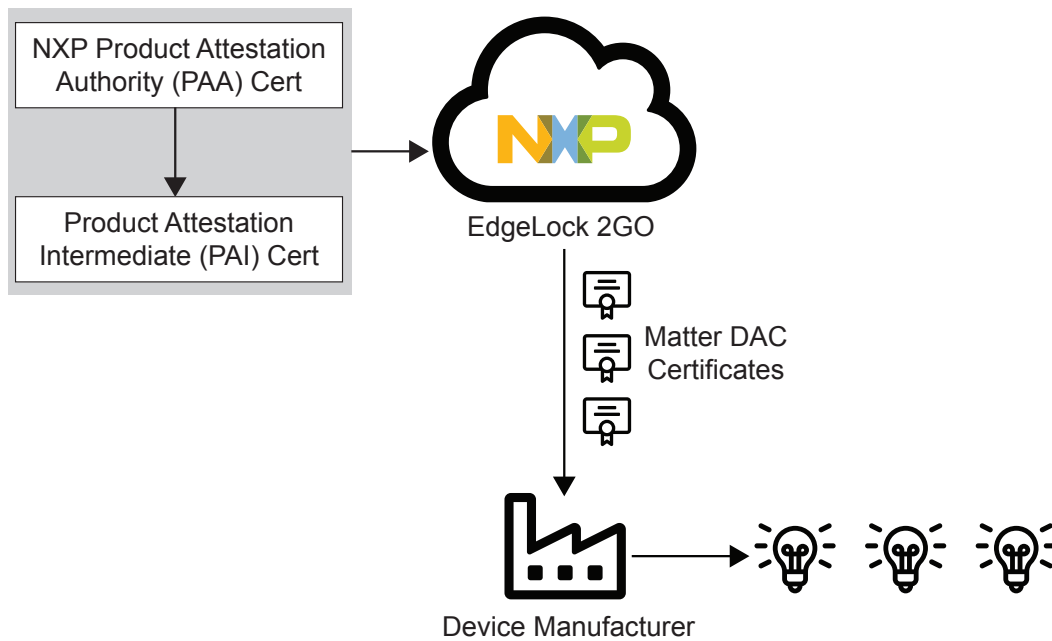 NXP Product Attestation
Authority (PAA) Cert
Product Attestation
Intermediate (PAI) Cert
NXP
EdgeLock 2GO
Matter DAC
Certificates
Device Manufacturer